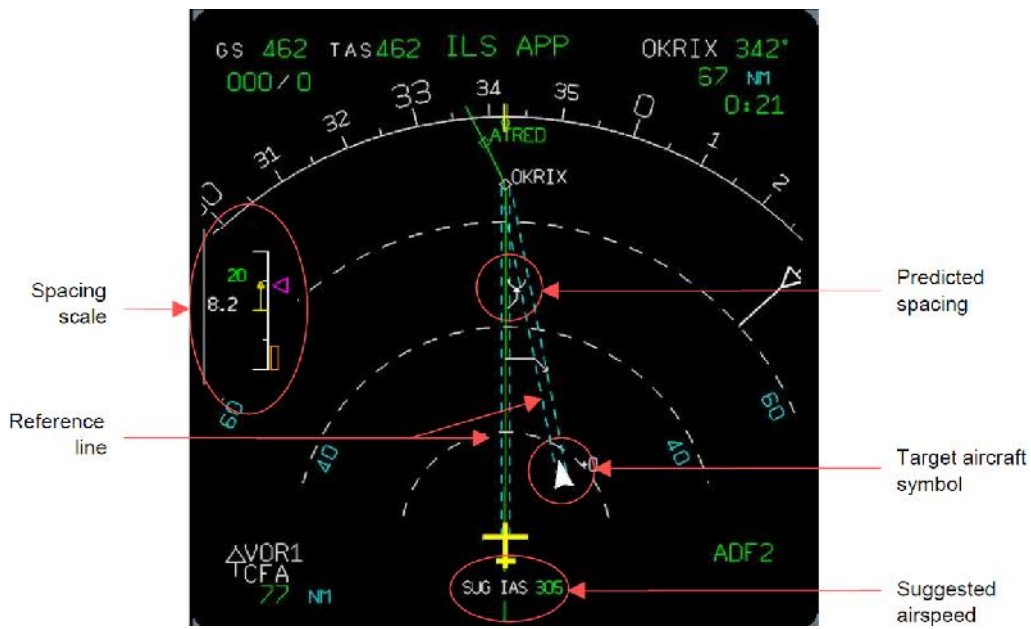 GS 462 TAS462 ILS APP OKRIX 342°
000/0 67 NM
0:21
31 32 33 34 35 0 1 2
ATRED
OKRIX
20
8.2
60 40 40 60
+0
VOR1
CFA
77 NM
ADF2
SUG IAS 305
Spacing
scale
Reference
line
Predicted
spacing
Target aircraft
symbol
Suggested
airspeed